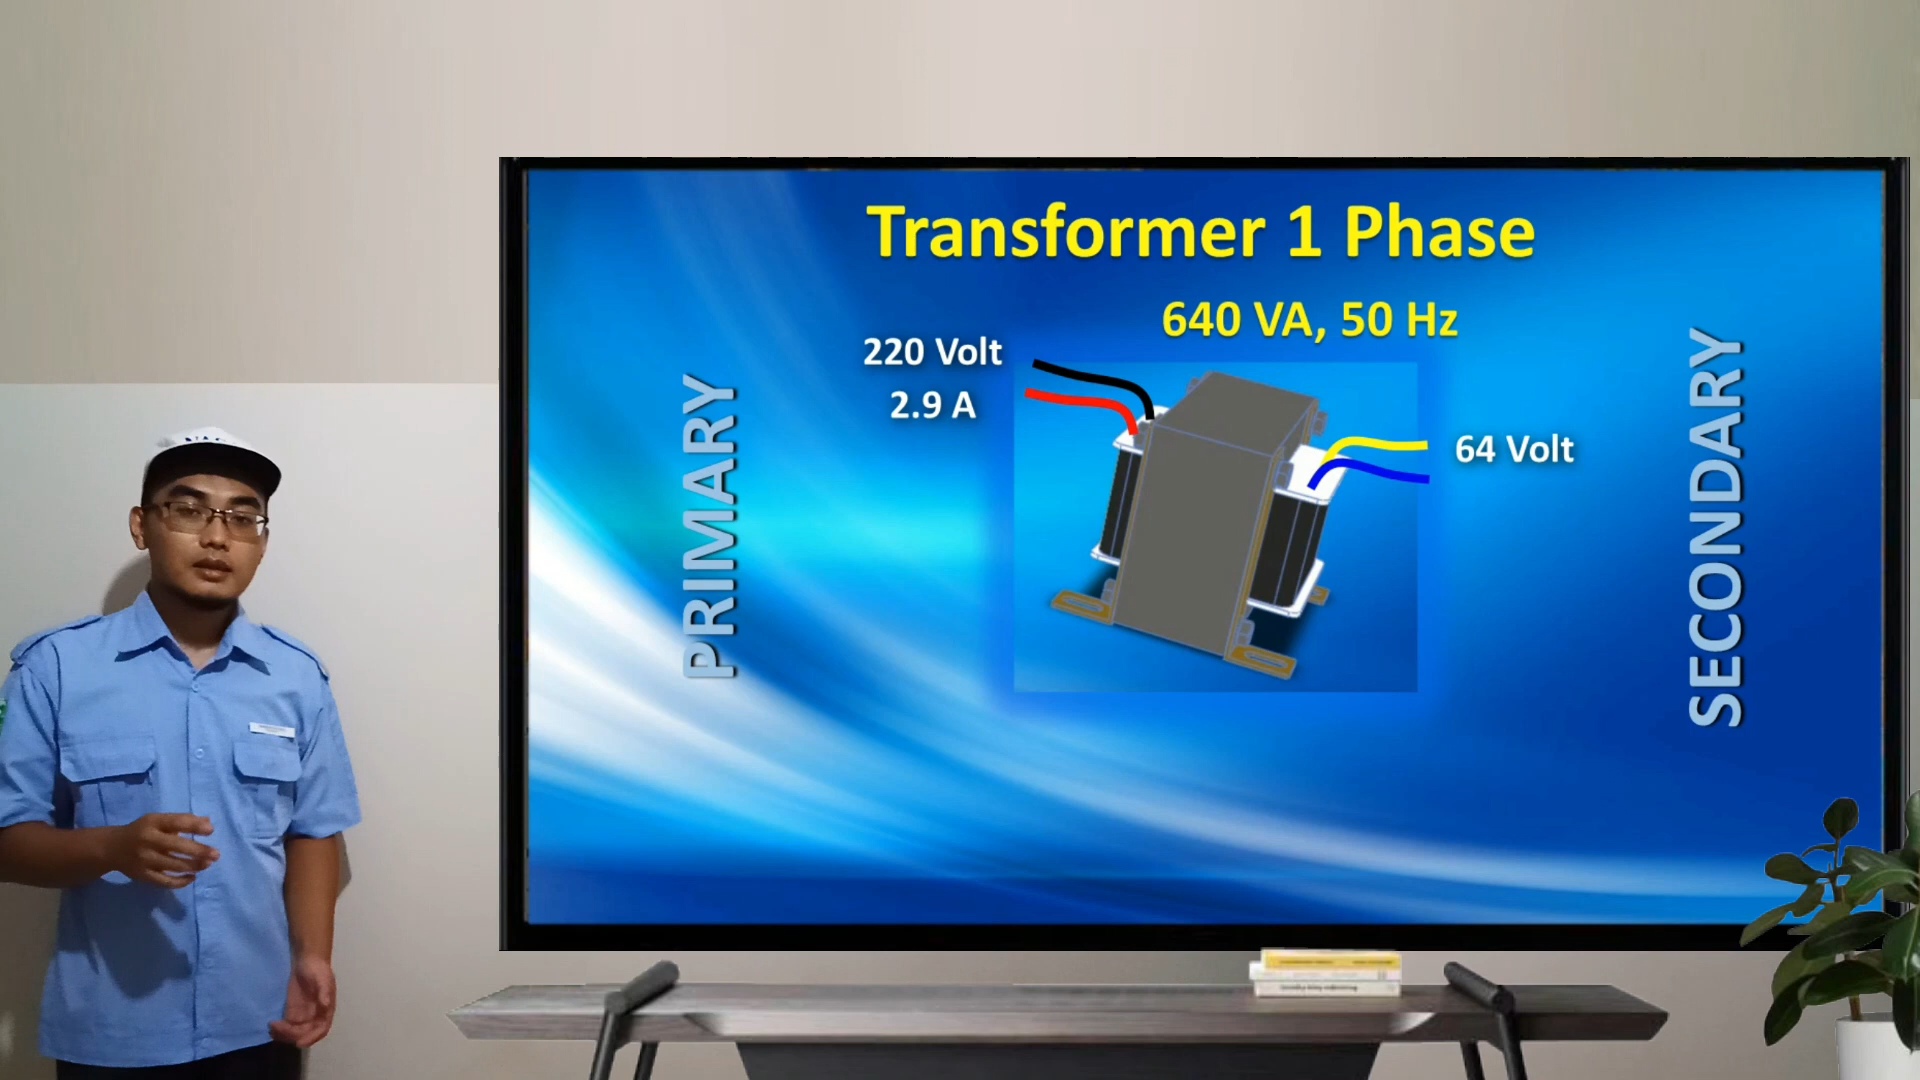 Transformer 1 Phase
640 VA, 50 Hz
220 Volt
2.9 A
64 Volt
PRIMARY
SECONDARY